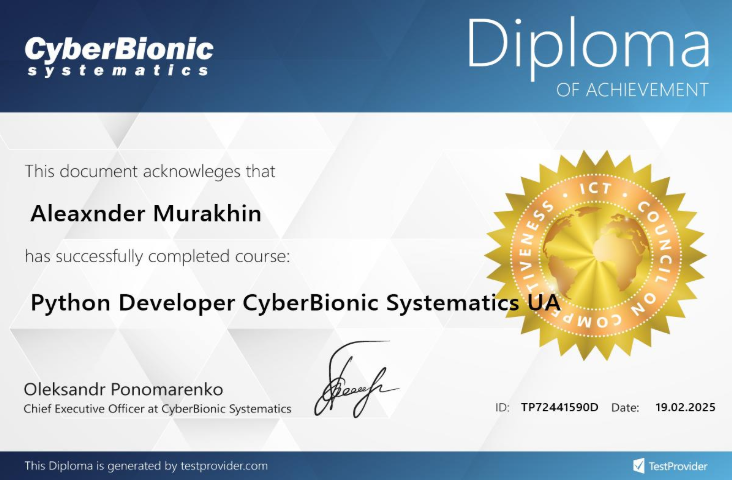 CyberBionic
systematics
Diploma
OF ACHIEVEMENT
This document acknowleges that
Aleaxnder Murakhin
has successfully completed course:
Python Developer CyberBionic Systematics UA
ICT • COUNCIL ON COMPETITIVENESS •
Oleksandr Ponomarenko
Chief Executive Officer at CyberBionic Systematics
ID: TP72441590D Date: 19.02.2025
This Diploma is generated by testprovider.com
TestProvider